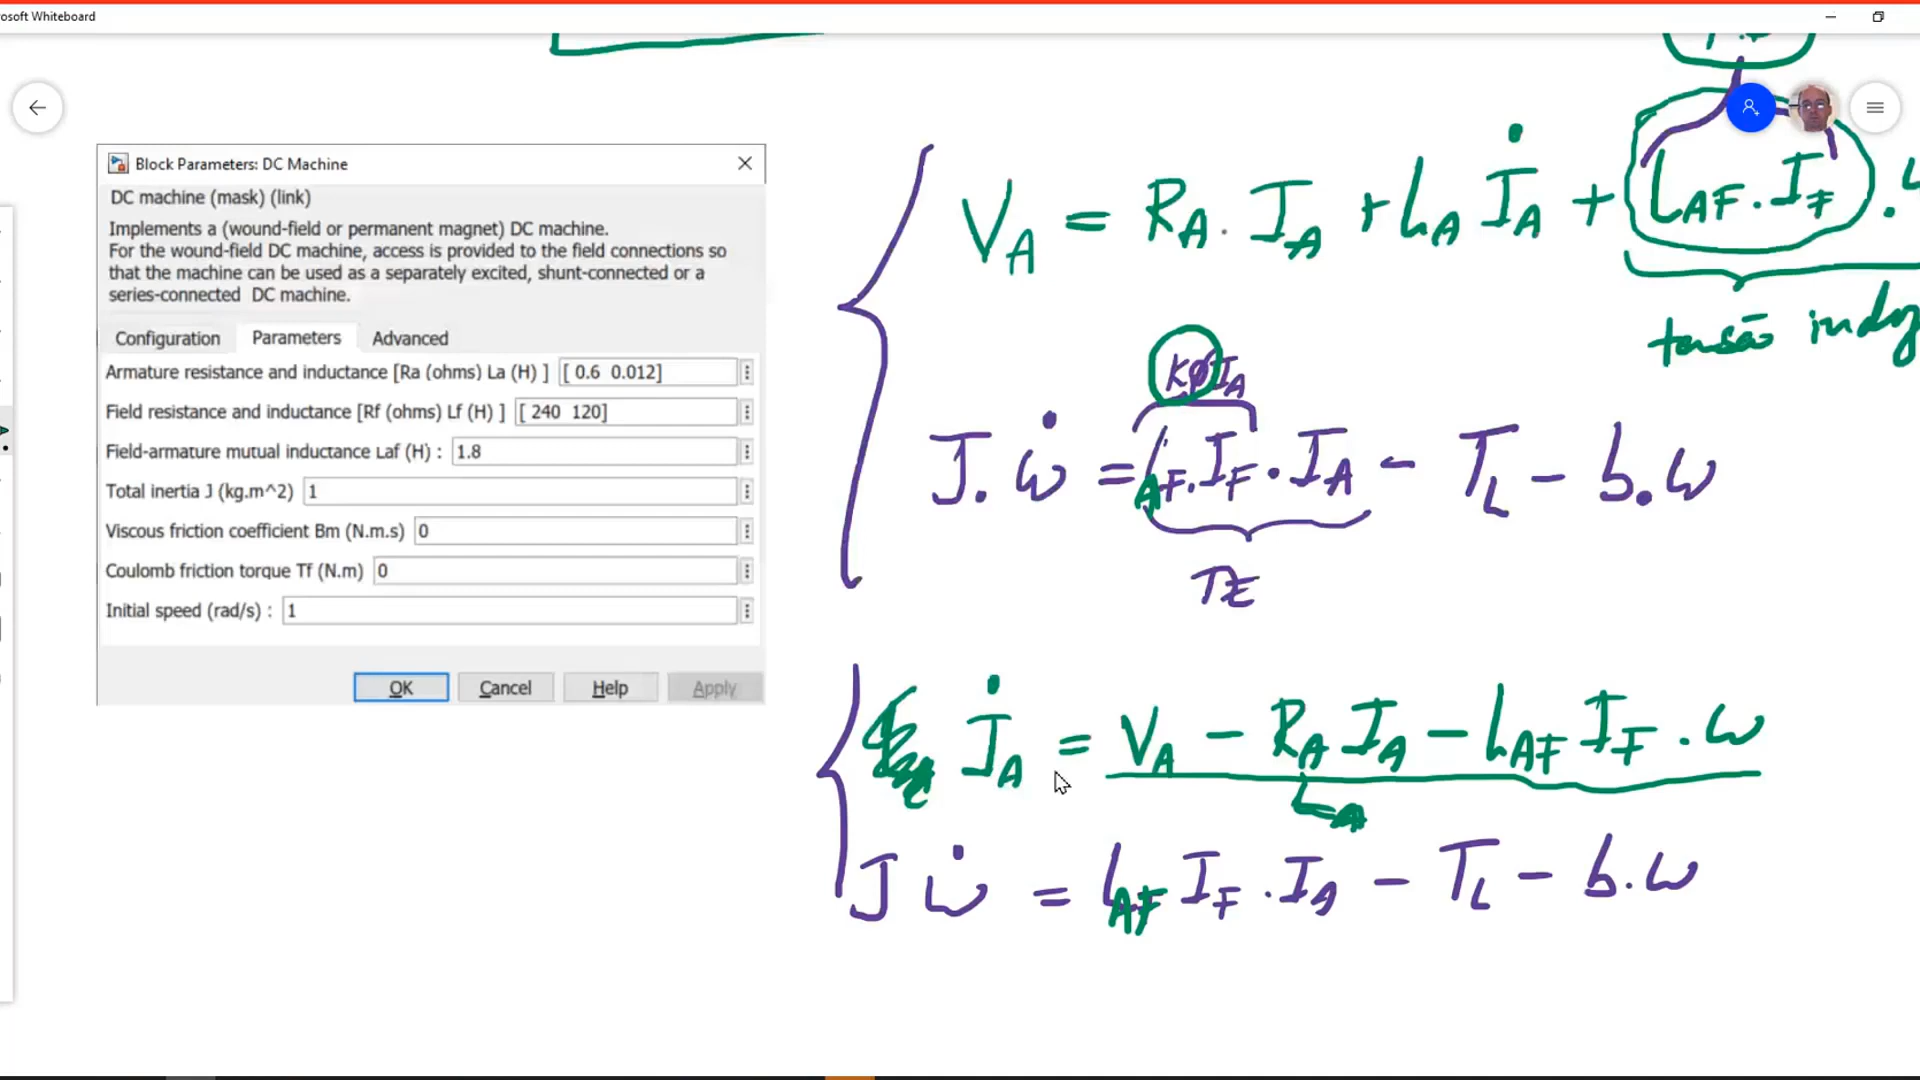 osoft Whiteboard
Block Parameters: DC Machine
DC machine (mask) (link)
Implements a (wound-field or permanent magnet) DC machine.
For the wound-field DC machine, access is provided to the field connections so
that the machine can be used as a separately excited, shunt-connected or a
series-connected DC machine.
Configuration Parameters Advanced
Armature resistance and inductance [Ra (ohms) La (H) ] [ 0.6 0.012]
Field resistance and inductance [Rf (ohms) Lf (H) ] [ 240 120]
Field-armature mutual inductance Laf (H) : 1.8
Total inertia J (kg.m^2) 1
Viscous friction coefficient Bm (N.m.s) 0
Coulomb friction torque Tf (N.m) 0
Initial speed (rad/s) : 1
OK Cancel Help Apply
V_A = R_A . I_A + L_A İ_A + L_AF . I_F .
tensão
KφI_A
J. ω̇ = L_AF . I_F . I_A - T_L - b.ω
TE
İ_A = V_A - R_A I_A - L_AF I_F . ω
L_A
J ω̇ = L_AF I_F . I_A - T_L - b.ω